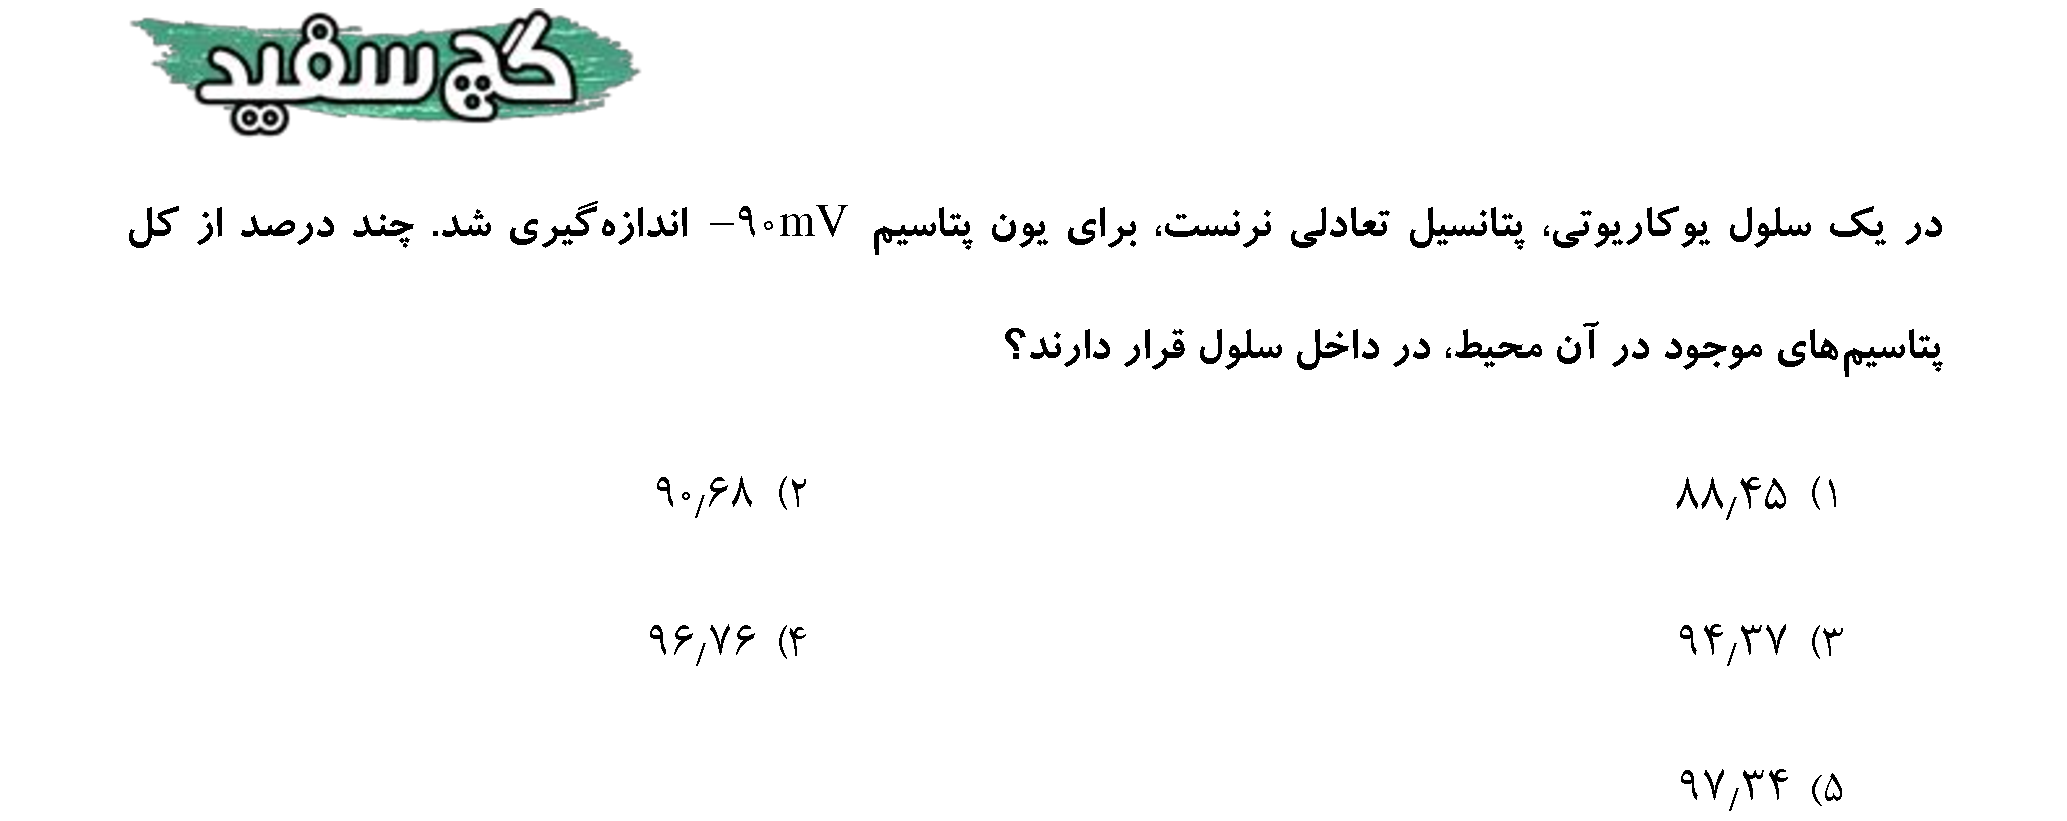 گچ سفید
در یک سلول یوکاریوتی، پتانسیل تعادلی نرنست، برای یون پتاسیم −۹۰mV اندازه‌گیری شد. چند درصد از کل
پتاسیم‌های موجود در آن محیط، در داخل سلول قرار دارند؟
۱) ۸۸٫۴۵ ۲) ۹۰٫۶۸
۳) ۹۴٫۳۷ ۴) ۹۶٫۷۶
۵) ۹۷٫۳۴